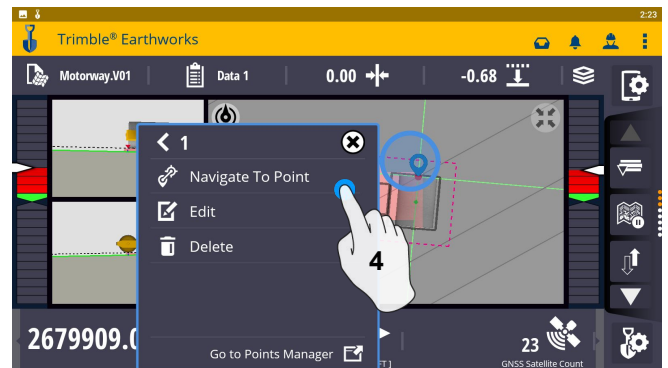 2:23
Trimble® Earthworks
Motorway.V01
Data 1
0.00
-0.68
1
Navigate To Point
Edit
Delete
4
Go to Points Manager
2679909.0
FT ]
23
GNSS Satellite Count